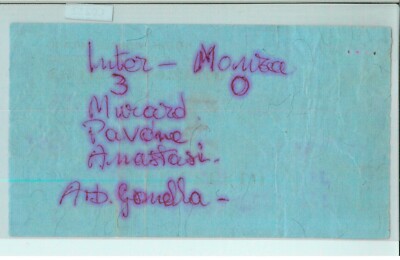 Inter - Monza
3 0
Muraro
Pavone
Anastasi.
Arb. Gonella -